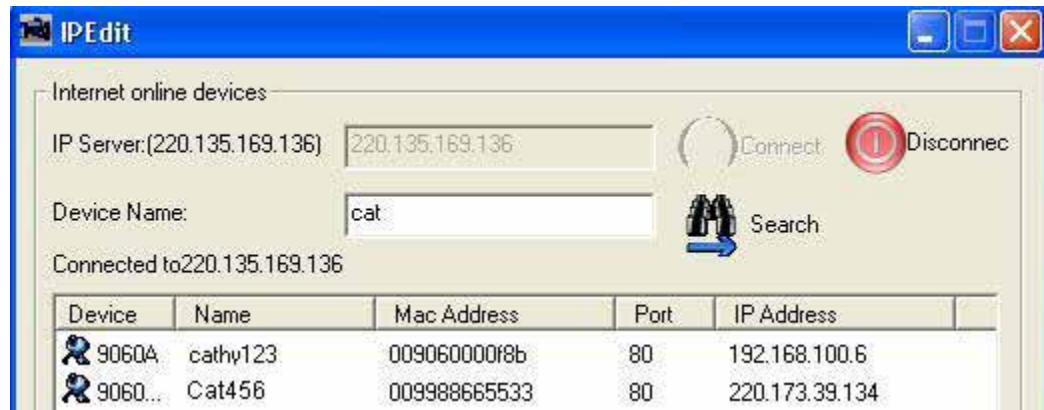 IPEdit
Internet online devices
IP Server:(220.135.169.136) 220.135.169.136 Connect Disconnec
Device Name: cat Search
Connected to220.135.169.136
Device Name Mac Address Port IP Address
9060A cathy123 009060000f8b 80 192.168.100.6
9060... Cat456 009988665533 80 220.173.39.134